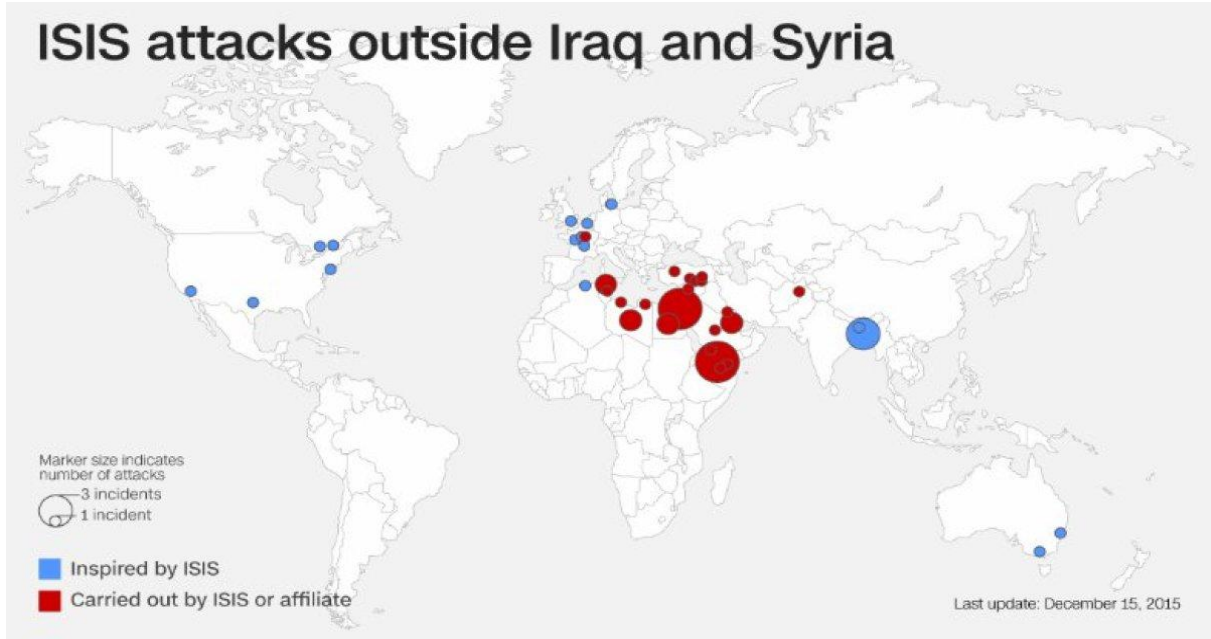 ISIS attacks outside Iraq and Syria
Marker size indicates
number of attacks
3 incidents
1 incident
Inspired by ISIS
Carried out by ISIS or affiliate
Last update: December 15, 2015